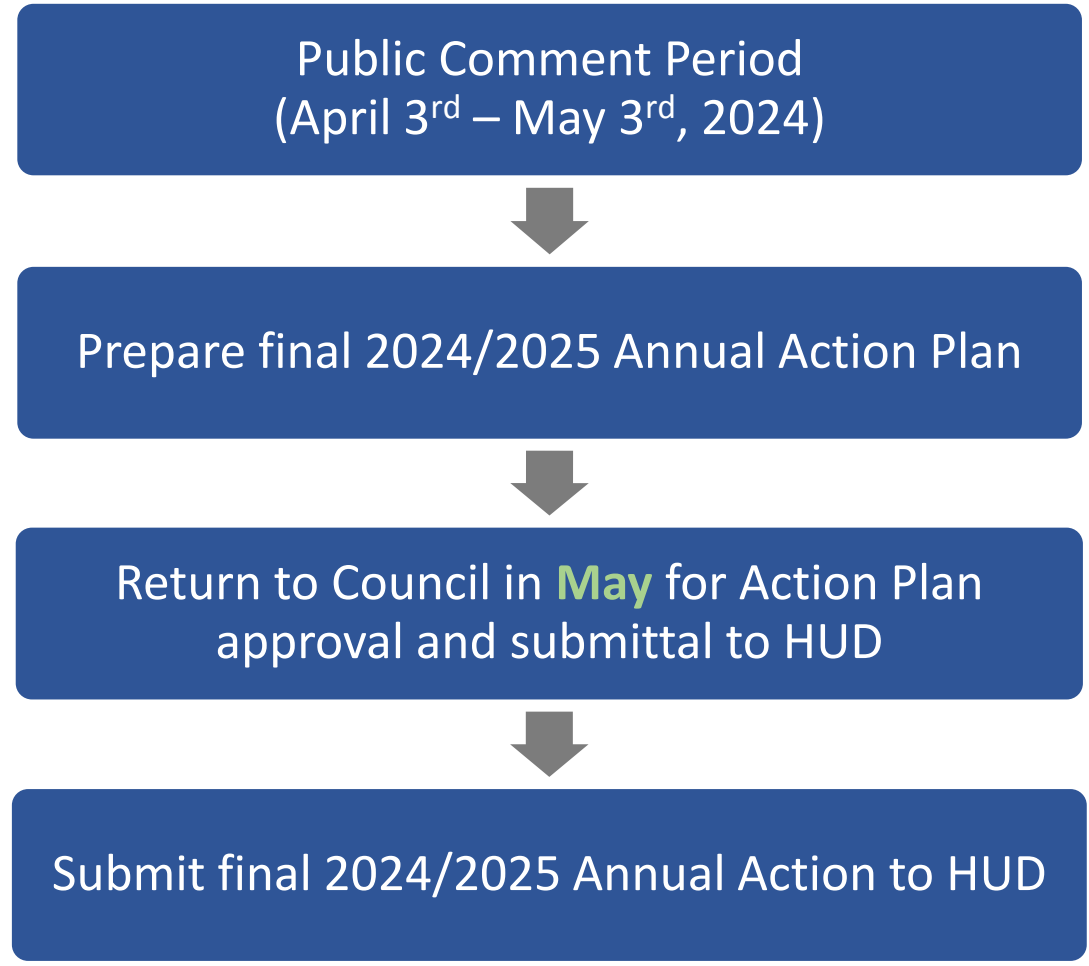 Public Comment Period
(April 3rd – May 3rd, 2024)
Prepare final 2024/2025 Annual Action Plan
Return to Council in May for Action Plan
approval and submittal to HUD
Submit final 2024/2025 Annual Action to HUD